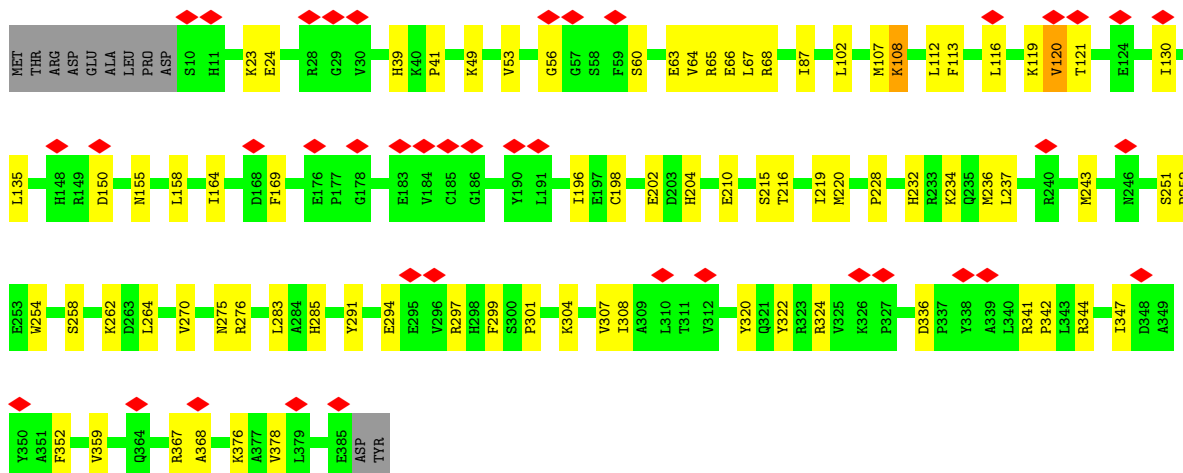 MET THR ARG ASP GLU ALA LEU PRO ASP S10 H11 K23 E24 R28 G29 V30 H39 K40 P41 K49 V53 G56 G57 S58 F59 S60 E63 V64 R65 E66 L67 R68 I87 L102 M107 K108 L112 F113 L116 K119 V120 T121 E124 I130
L135 H148 R149 D150 N155 L158 I164 D168 F169 E176 P177 G178 E183 V184 C185 G186 Y190 L191 I196 E197 C198 E202 D203 H204 E210 S215 T216 I219 M220 P228 H232 R233 K234 Q235 M236 L237 R240 M243 N246 S251
E253 W254 S258 K262 D263 L264 V270 N275 R276 L283 A284 H285 Y291 E294 E295 V296 R297 H298 F299 S300 P301 K304 V307 I308 A309 L310 T311 V312 Y320 Q321 Y322 R323 R324 V325 K326 P327 D336 P337 Y338 A339 L340 R341 P342 L343 R344 I347 D348 A349
Y350 A351 F352 V359 Q364 R367 A368 K376 A377 V378 L379 E385 ASP TYR